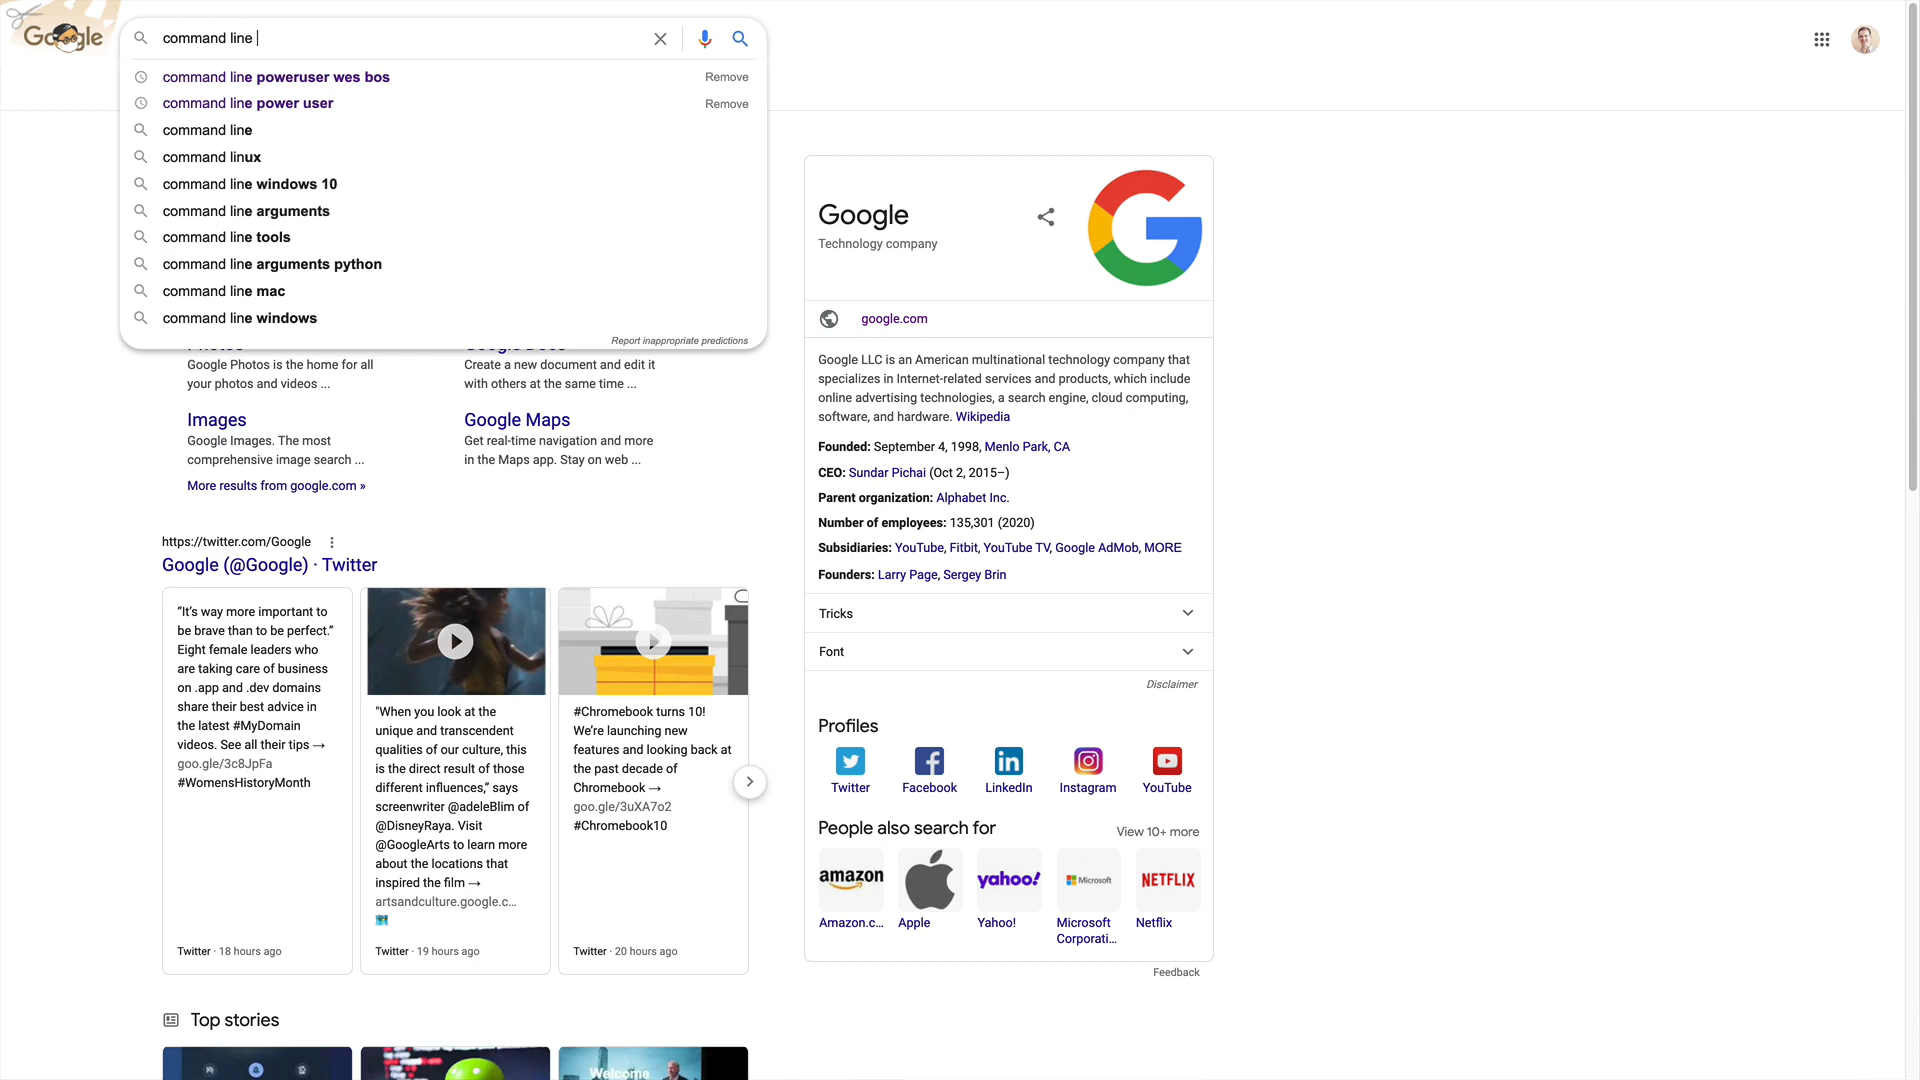 Google
command line
command line poweruser wes bos
Remove
command line power user
Remove
command line
command linux
command line windows 10
command line arguments
command line tools
command line arguments python
command line mac
command line windows
Report inappropriate predictions
Google Photos is the home for all
your photos and videos ...
Create a new document and edit it
with others at the same time ...
Images
Google Images. The most
comprehensive image search ...
Google Maps
Get real-time navigation and more
in the Maps app. Stay on web ...
More results from google.com »
https://twitter.com/Google
Google (@Google) · Twitter
“It's way more important to
be brave than to be perfect.”
Eight female leaders who
are taking care of business
on .app and .dev domains
share their best advice in
the latest #MyDomain
videos. See all their tips →
goo.gle/3c8JpFa
#WomensHistoryMonth
Twitter · 18 hours ago
"When you look at the
unique and transcendent
qualities of our culture, this
is the direct result of those
different influences,” says
screenwriter @adeleBlim of
@DisneyRaya. Visit
@GoogleArts to learn more
about the locations that
inspired the film →
artsandculture.google.c...
Twitter · 19 hours ago
#Chromebook turns 10!
We're launching new
features and looking back at
the past decade of
Chromebook →
goo.gle/3uXA7o2
#Chromebook10
Twitter · 20 hours ago
Top stories
Welcome
Google
Technology company
google.com
Google LLC is an American multinational technology company that
specializes in Internet-related services and products, which include
online advertising technologies, a search engine, cloud computing,
software, and hardware. Wikipedia
Founded: September 4, 1998, Menlo Park, CA
CEO: Sundar Pichai (Oct 2, 2015–)
Parent organization: Alphabet Inc.
Number of employees: 135,301 (2020)
Subsidiaries: YouTube, Fitbit, YouTube TV, Google AdMob, MORE
Founders: Larry Page, Sergey Brin
Tricks
Font
Disclaimer
Profiles
Twitter
Facebook
LinkedIn
Instagram
YouTube
People also search for
View 10+ more
amazon
yahoo!
Microsoft
NETFLIX
Amazon.c...
Apple
Yahoo!
Microsoft
Corporati...
Netflix
Feedback